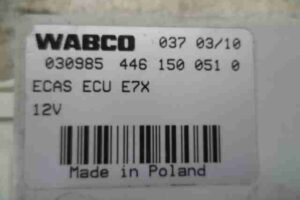 WABCO 037 03/10
030985 446 150 051 0
ECAS ECU E7X
12V
Made in Poland